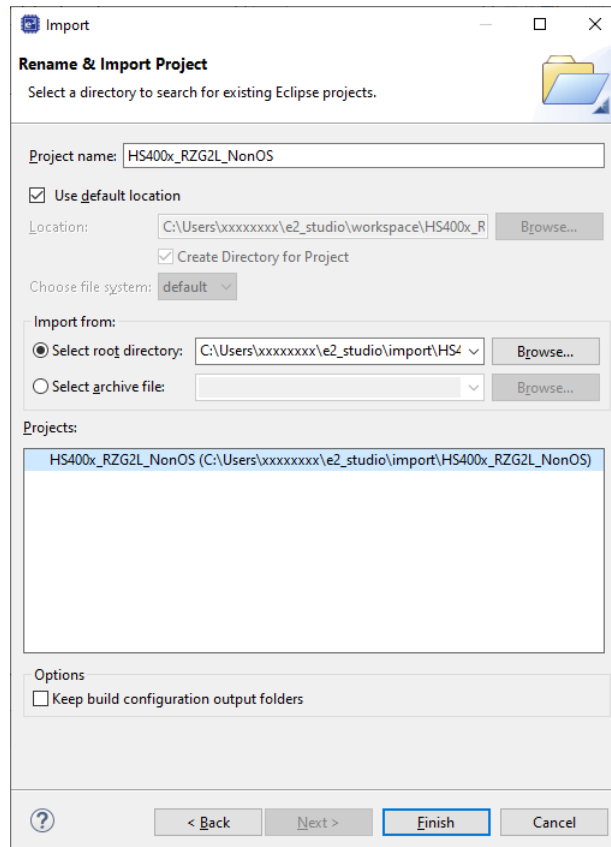 Import
Rename & Import Project
Select a directory to search for existing Eclipse projects.
Project name: HS400x_RZG2L_NonOS
Use default location
Location: C:\Users\xxxxxxxx\e2_studio\workspace\HS400x_R Browse...
Create Directory for Project
Choose file system: default
Import from:
Select root directory: C:\Users\xxxxxxxx\e2_studio\import\HS4 Browse...
Select archive file: Browse...
Projects:
HS400x_RZG2L_NonOS (C:\Users\xxxxxxxx\e2_studio\import\HS400x_RZG2L_NonOS)
Options
Keep build configuration output folders
? < Back Next > Finish Cancel